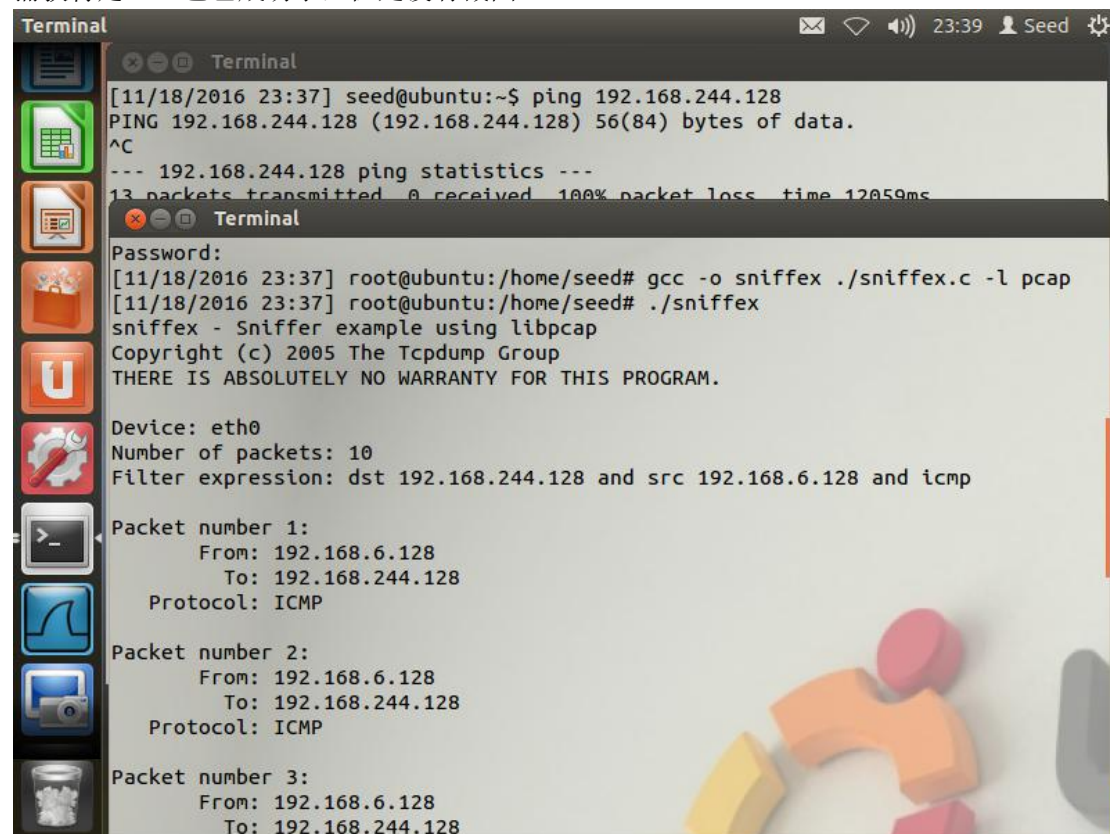 Terminal
23:39 Seed
Terminal
[11/18/2016 23:37] seed@ubuntu:~$ ping 192.168.244.128
PING 192.168.244.128 (192.168.244.128) 56(84) bytes of data.
^C
--- 192.168.244.128 ping statistics ---
13 packets transmitted, 0 received, 100% packet loss, time 12059ms
Terminal
Password:
[11/18/2016 23:37] root@ubuntu:/home/seed# gcc -o sniffex ./sniffex.c -l pcap
[11/18/2016 23:37] root@ubuntu:/home/seed# ./sniffex
sniffex - Sniffer example using libpcap
Copyright (c) 2005 The Tcpdump Group
THERE IS ABSOLUTELY NO WARRANTY FOR THIS PROGRAM.
Device: eth0
Number of packets: 10
Filter expression: dst 192.168.244.128 and src 192.168.6.128 and icmp
Packet number 1:
From: 192.168.6.128
To: 192.168.244.128
Protocol: ICMP
Packet number 2:
From: 192.168.6.128
To: 192.168.244.128
Protocol: ICMP
Packet number 3:
From: 192.168.6.128
To: 192.168.244.128